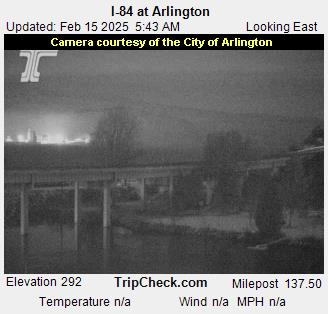 I-84 at Arlington
Updated: Feb 15 2025 5:43 AM Looking East
Camera courtesy of the City of Arlington
Elevation 292 TripCheck.com Milepost 137.50
Temperature n/a Wind n/a MPH n/a